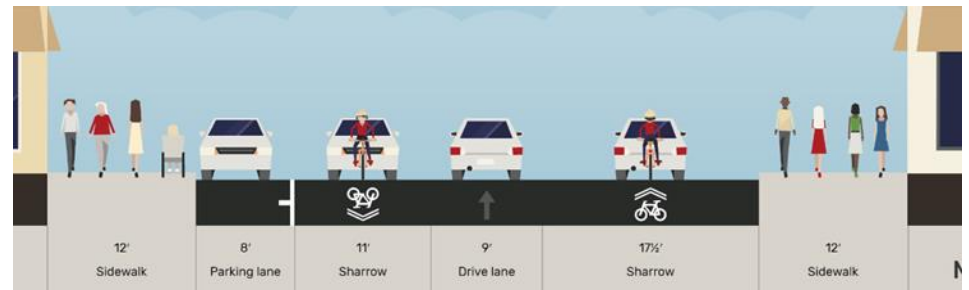 12' 8' 11' 9' 17½' 12'
Sidewalk Parking lane Sharrow Drive lane Sharrow Sidewalk